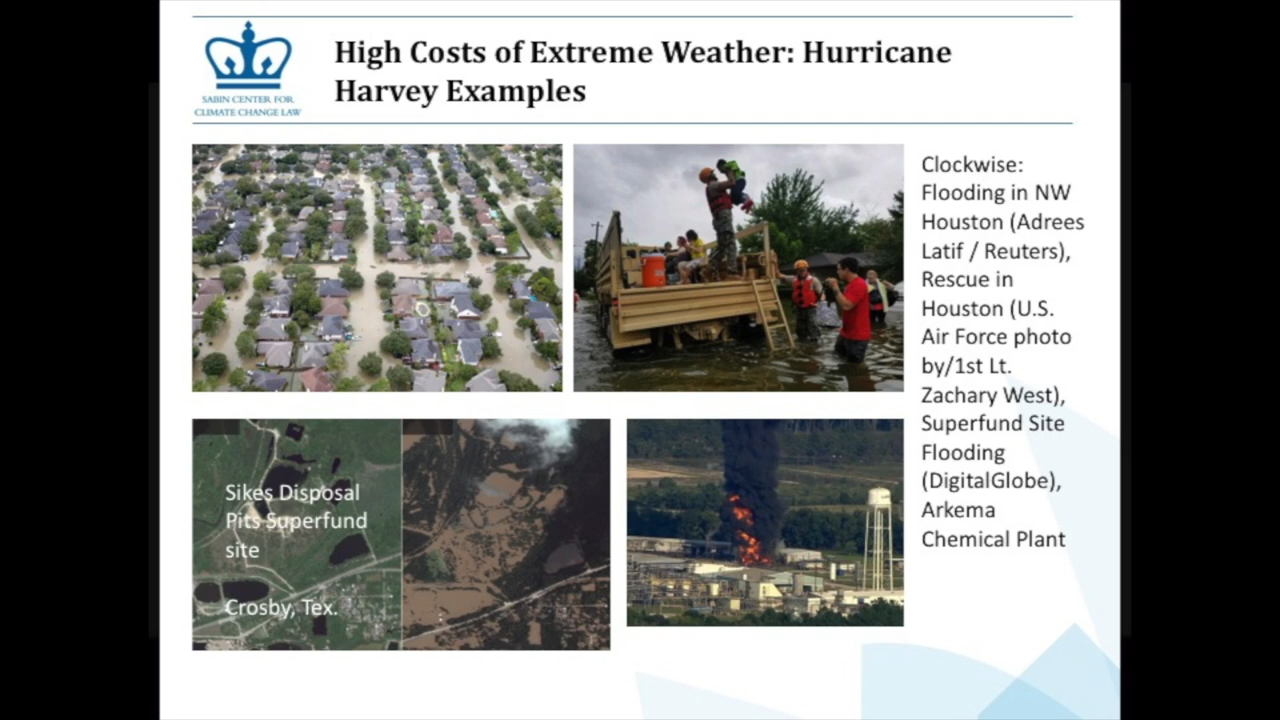 SABIN CENTER FOR
CLIMATE CHANGE LAW
High Costs of Extreme Weather: Hurricane
Harvey Examples
Clockwise:
Flooding in NW
Houston (Adrees
Latif / Reuters),
Rescue in
Houston (U.S.
Air Force photo
by/1st Lt.
Zachary West),
Superfund Site
Flooding
(DigitalGlobe),
Arkema
Chemical Plant
Sikes Disposal
Pits Superfund
site
Crosby, Tex.